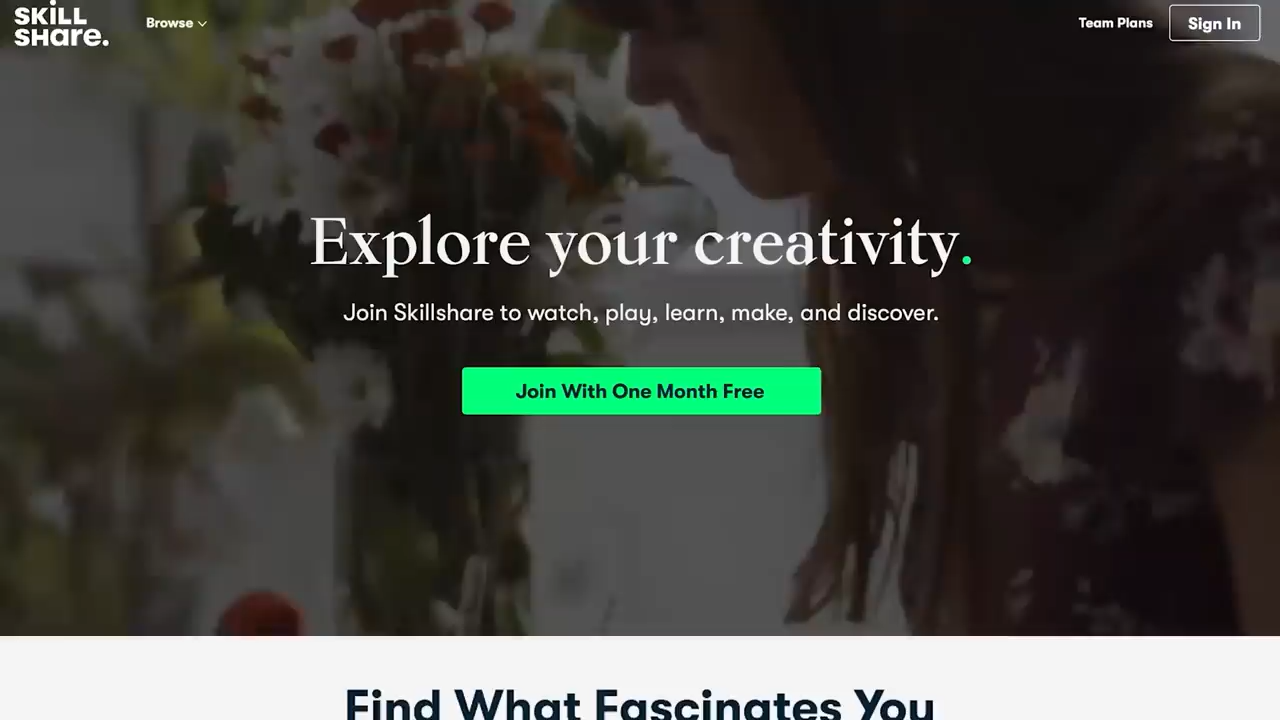 SKiLL
SHare.
Browse
Team Plans
Sign In
Explore your creativity.
Join Skillshare to watch, play, learn, make, and discover.
Join With One Month Free
Find What Fascinates You